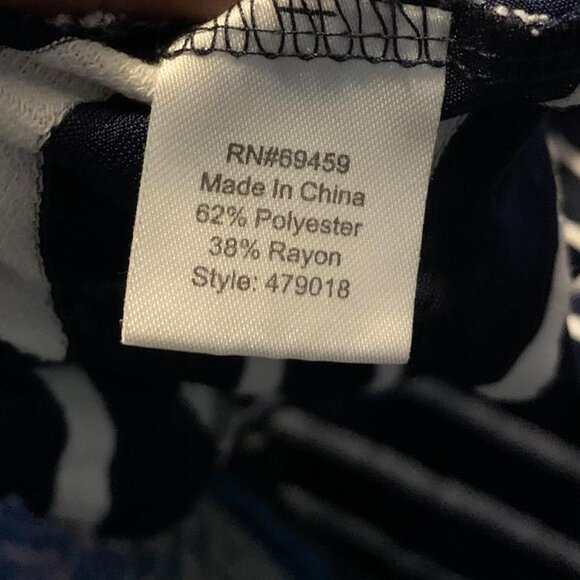 RN#69459
Made In China
62% Polyester
38% Rayon
Style: 479018